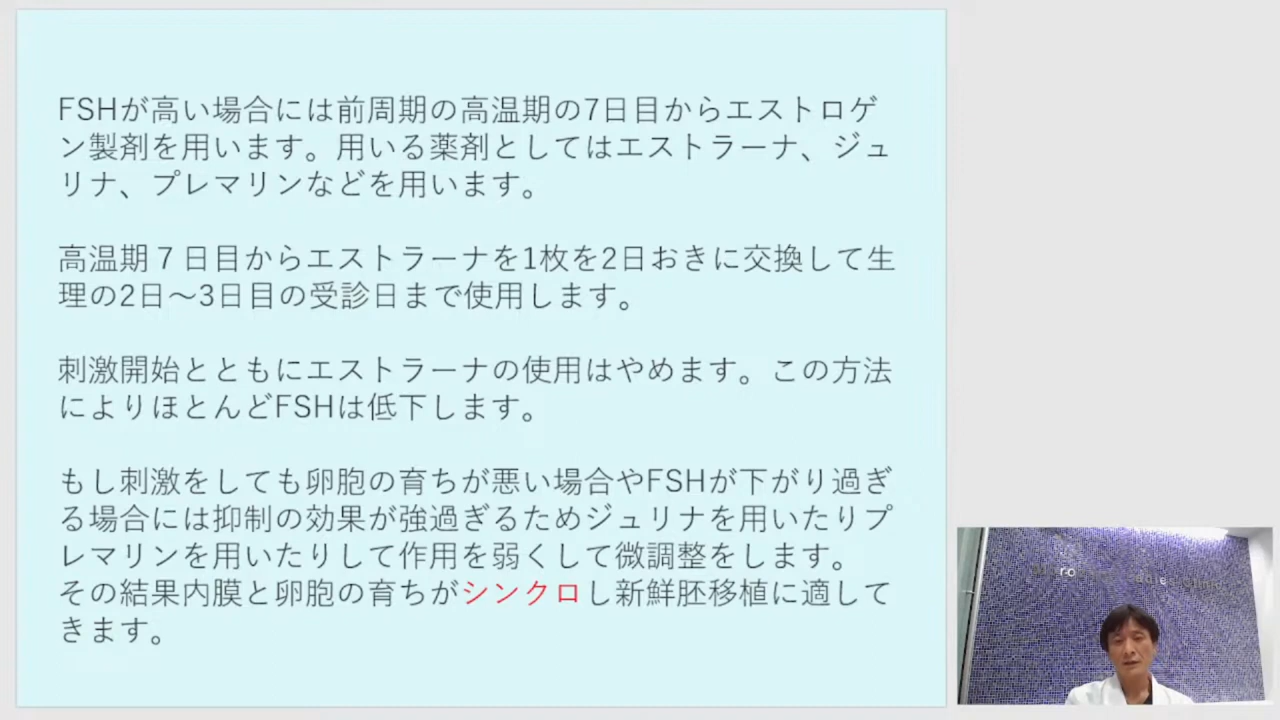 FSHが高い場合には前周期の高温期の7日目からエストロゲ
ン製剤を用います。用いる薬剤としてはエストラーナ、ジュ
リナ、プレマリンなどを用います。
高温期７日目からエストラーナを1枚を2日おきに交換して生
理の2日～3日目の受診日まで使用します。
刺激開始とともにエストラーナの使用はやめます。この方法
によりほとんどFSHは低下します。
もし刺激をしても卵胞の育ちが悪い場合やFSHが下がり過ぎ
る場合には抑制の効果が強過ぎるためジュリナを用いたりプ
レマリンを用いたりして作用を弱くして微調整をします。
その結果内膜と卵胞の育ちがシンクロし新鮮胚移植に適して
きます。